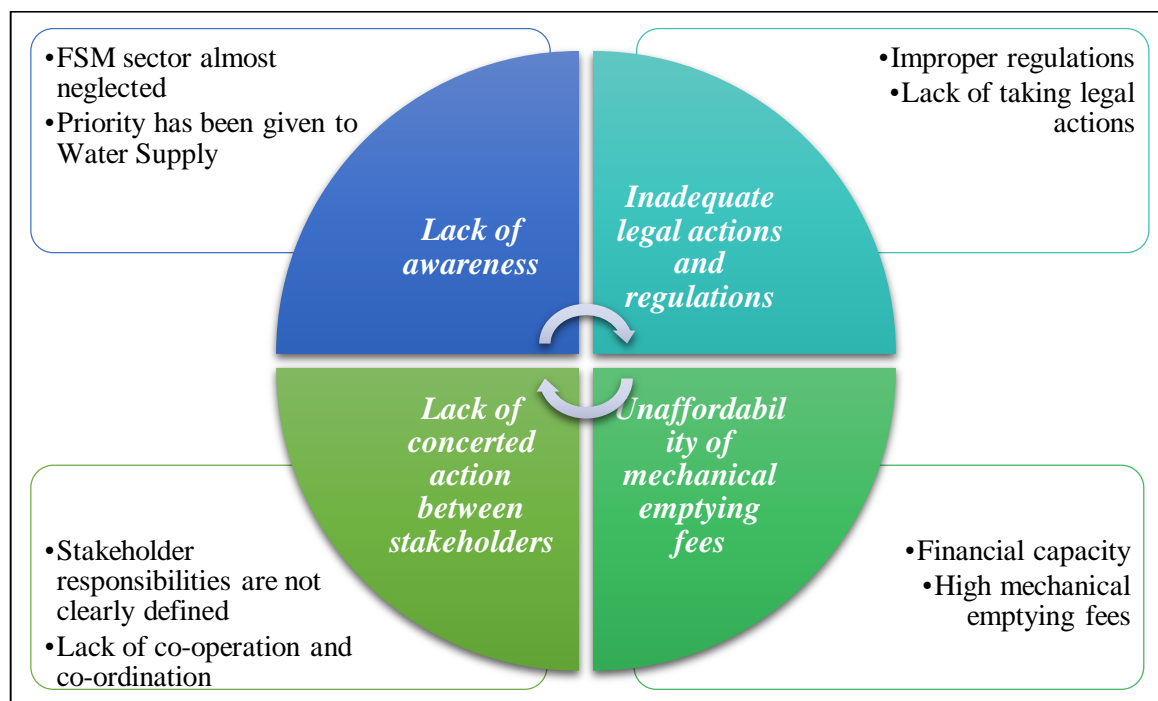 •FSM sector almost
neglected
•Priority has been given to
Water Supply
Lack of
awareness
•Improper regulations
•Lack of taking legal
actions
Inadequate
legal actions
and
regulations
•Stakeholder
responsibilities are not
clearly defined
•Lack of co-operation and
co-ordination
Lack of
concerted
action
between
stakeholders
Unaffordabil
ity of
mechanical
emptying
fees
•Financial capacity
•High mechanical
emptying fees